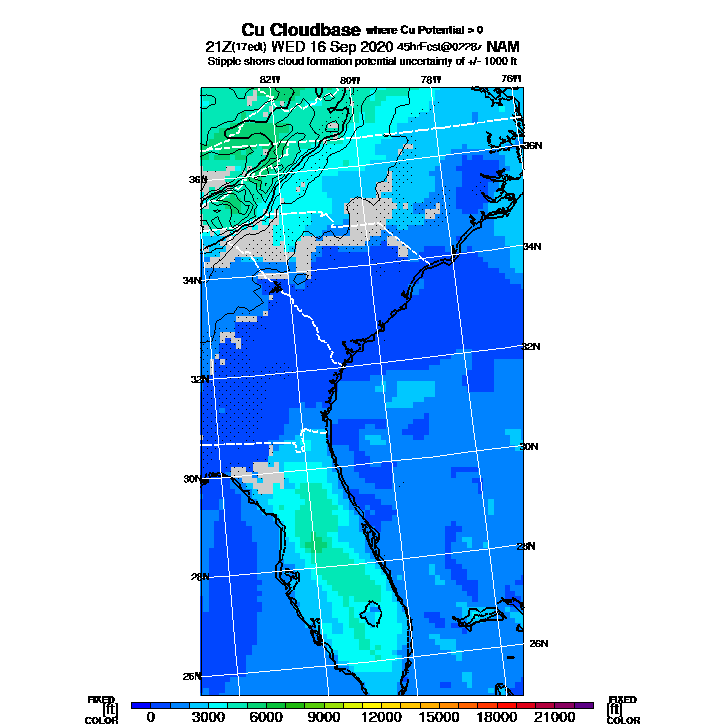 Cu Cloudbase where Cu Potential > 0
21Z(17edt) WED 16 Sep 2020 45hrFcst@0228z NAM
Stipple shows cloud formation potential uncertainty of +/- 1000 ft
82W 80W 78W 76W
36N 36N
34N 34N
32N 32N
30N 30N
28N 28N
26N 26N
FIXED FIXED
[ft] [ft]
COLOR COLOR
0 3000 6000 9000 12000 15000 18000 21000